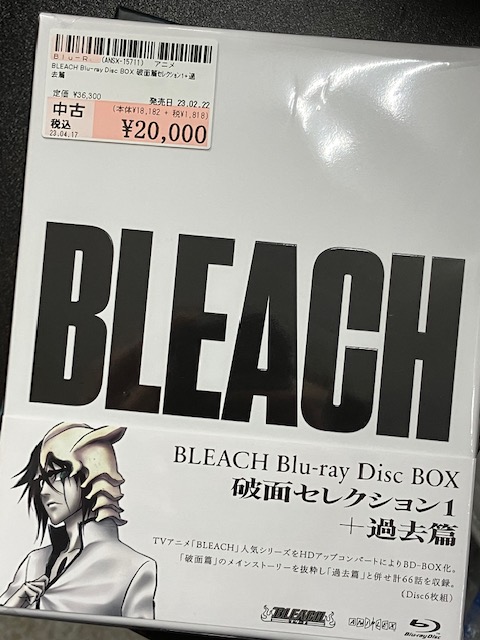 Blu-R. (ANSX-15711) アニメ
BLEACH Blu-ray Disc BOX 破面篇セレクション1+過
去篇
定価 ¥36,300 発売日 23.02.22
中古 (本体¥18,182 + 税¥1,818)
税込 ¥20,000
23.04.17
BLEACH
BLEACH Blu-ray Disc BOX
破面セレクション1
+過去篇
TVアニメ「BLEACH」人気シリーズをHDアップコンバートによりBD-BOX化。
「破面篇」のメインストーリーを抜粋し「過去篇」と併せ計6話を収録。
(Disc6枚組)
BLEACH ANIPLEX Blu-ray Disc